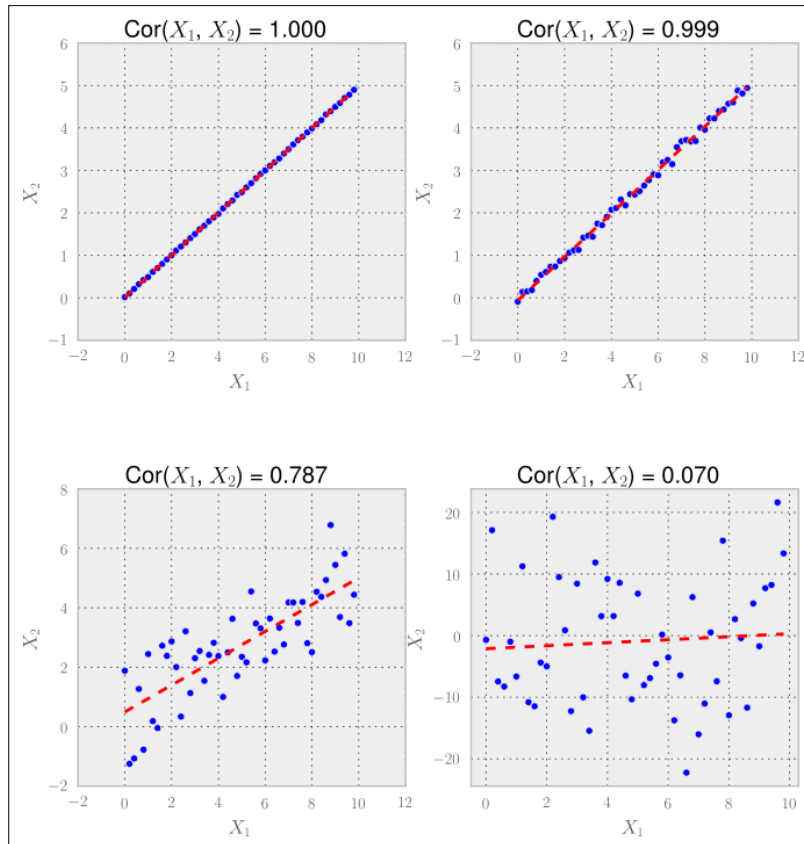 Cor(X₁, X₂) = 1.000
6
5
4
3
2
1
0
−1
X₂
−2 0 2 4 6 8 10 12
X₁
Cor(X₁, X₂) = 0.999
6
5
4
3
2
1
0
−1
X₂
−2 0 2 4 6 8 10 12
X₁
Cor(X₁, X₂) = 0.787
8
6
4
2
0
−2
X₂
−2 0 2 4 6 8 10 12
X₁
Cor(X₁, X₂) = 0.070
20
10
0
−10
−20
X₂
0 2 4 6 8 10
X₁